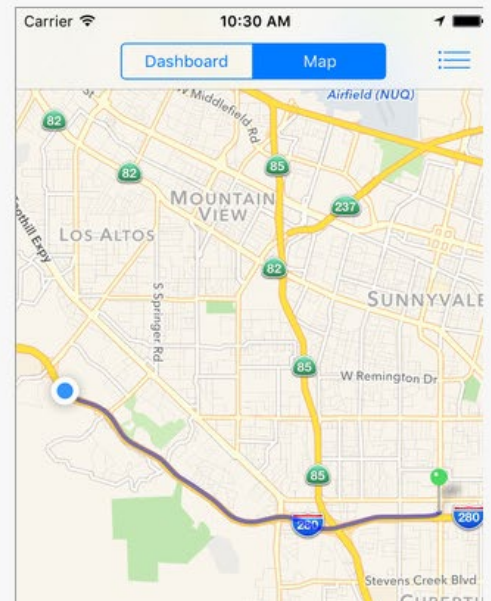 Carrier 10:30 AM
Dashboard Map
Airfield (NUQ)
St
W Middlefield Rd
82
85
82
MOUNTAIN
VIEW
237
Foothill Expy
LOS ALTOS
82
S Springer Rd
SUNNYVALE
85
W Remington Dr
85
280
280
Stevens Creek Blvd